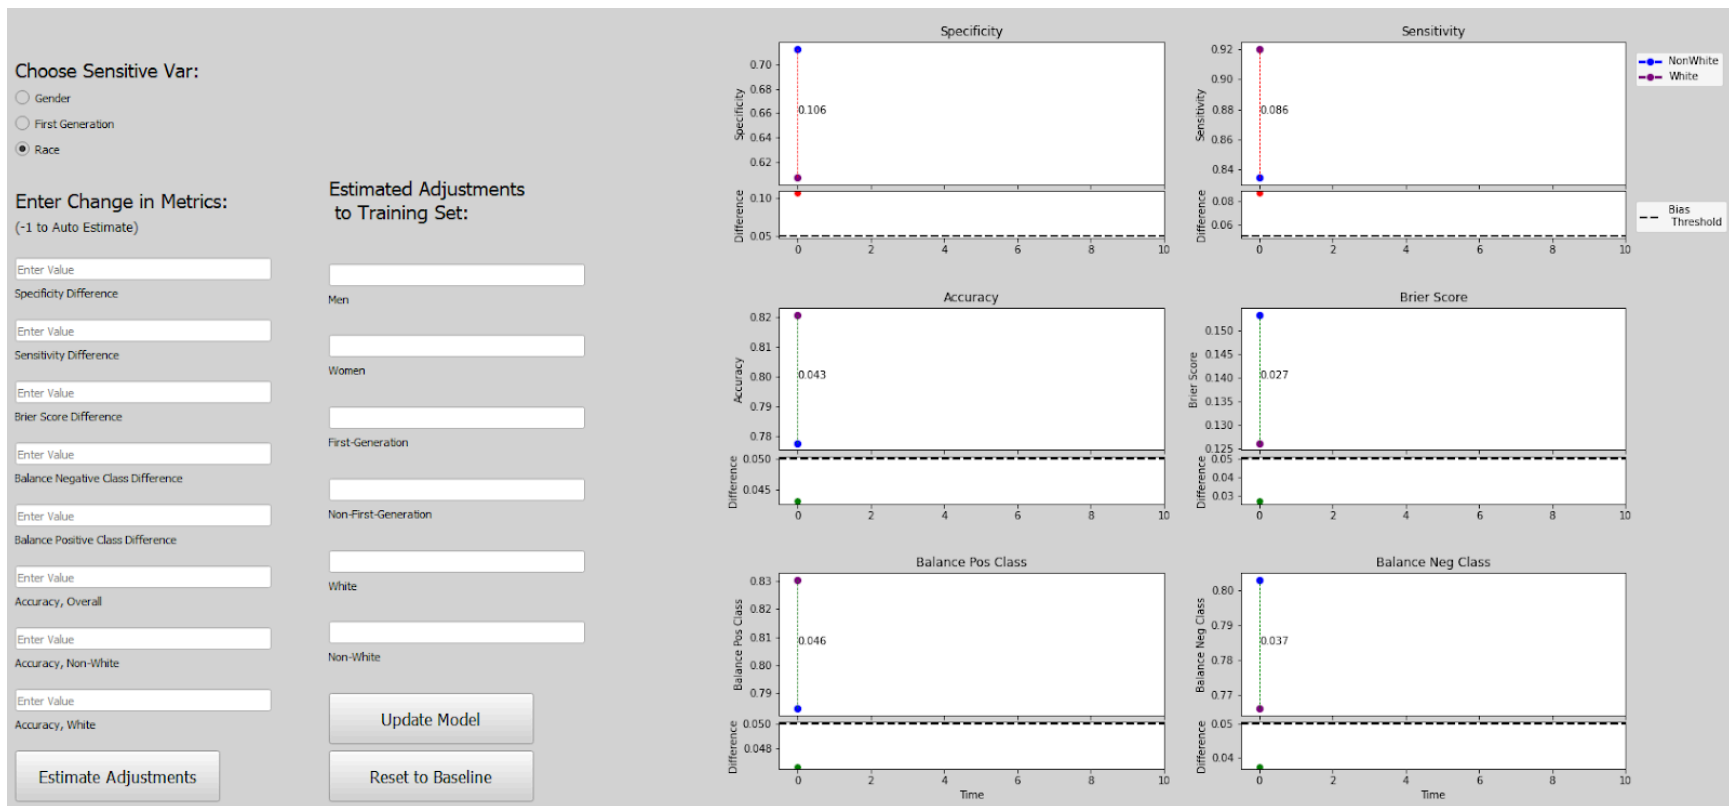 Choose Sensitive Var:
Gender
First Generation
Race
Enter Change in Metrics:
(-1 to Auto Estimate)
Enter Value
Specificity Difference
Enter Value
Sensitivity Difference
Enter Value
Brier Score Difference
Enter Value
Balance Negative Class Difference
Enter Value
Balance Positive Class Difference
Enter Value
Accuracy, Overall
Enter Value
Accuracy, Non-White
Enter Value
Accuracy, White
Estimate Adjustments
Estimated Adjustments
to Training Set:
Men
Women
First-Generation
Non-First-Generation
White
Non-White
Update Model
Reset to Baseline
Specificity
Specificity
0.70
0.68
0.66
0.64
0.62
0.106
Difference
0.10
0.05
0 2 4 6 8 10
Sensitivity
Sensitivity
0.92
0.90
0.88
0.86
0.84
0.086
Difference
0.08
0.06
0 2 4 6 8 10
NonWhite
White
Bias
Threshold
Accuracy
Accuracy
0.82
0.81
0.80
0.79
0.78
0.043
Difference
0.050
0.045
0 2 4 6 8 10
Brier Score
Brier Score
0.150
0.145
0.140
0.135
0.130
0.125
0.027
Difference
0.05
0.04
0.03
0 2 4 6 8 10
Balance Pos Class
Balance Pos Class
0.83
0.82
0.81
0.80
0.79
0.046
Difference
0.050
0.048
0 2 4 6 8 10
Time
Balance Neg Class
Balance Neg Class
0.80
0.79
0.78
0.77
0.037
Difference
0.05
0.04
0 2 4 6 8 10
Time